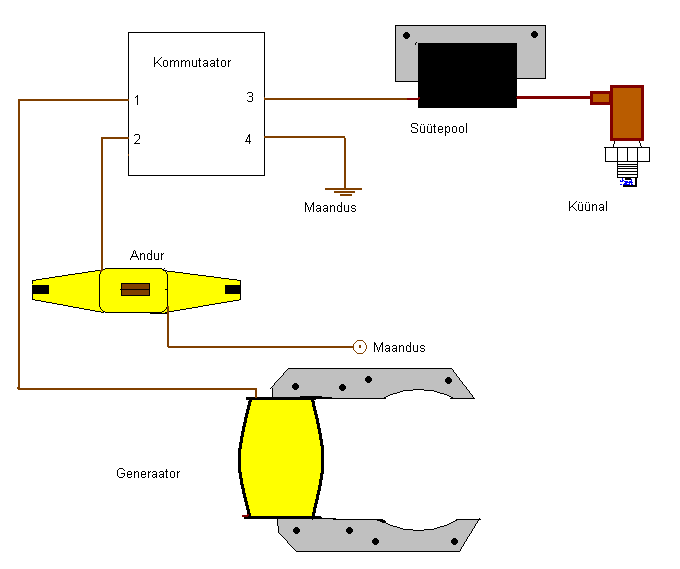 Kommutaator
1
3
2
4
Süütepool
Maandus
Küünal
Andur
Maandus
Generaator